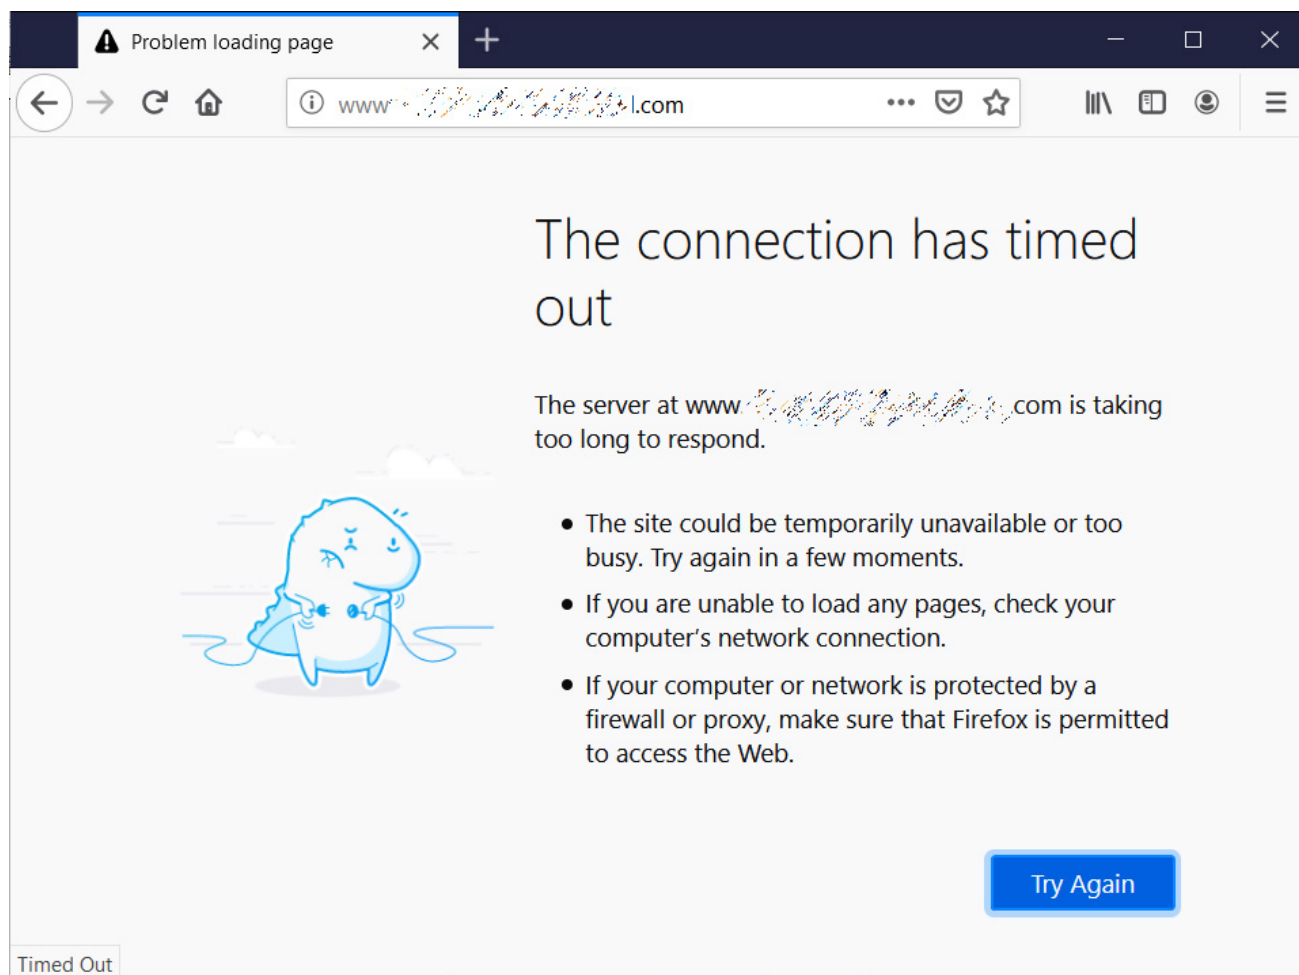 Problem loading page
www.com
The connection has timed
out
The server at www. .com is taking
too long to respond.
• The site could be temporarily unavailable or too
busy. Try again in a few moments.
• If you are unable to load any pages, check your
computer’s network connection.
• If your computer or network is protected by a
firewall or proxy, make sure that Firefox is permitted
to access the Web.
Try Again
Timed Out